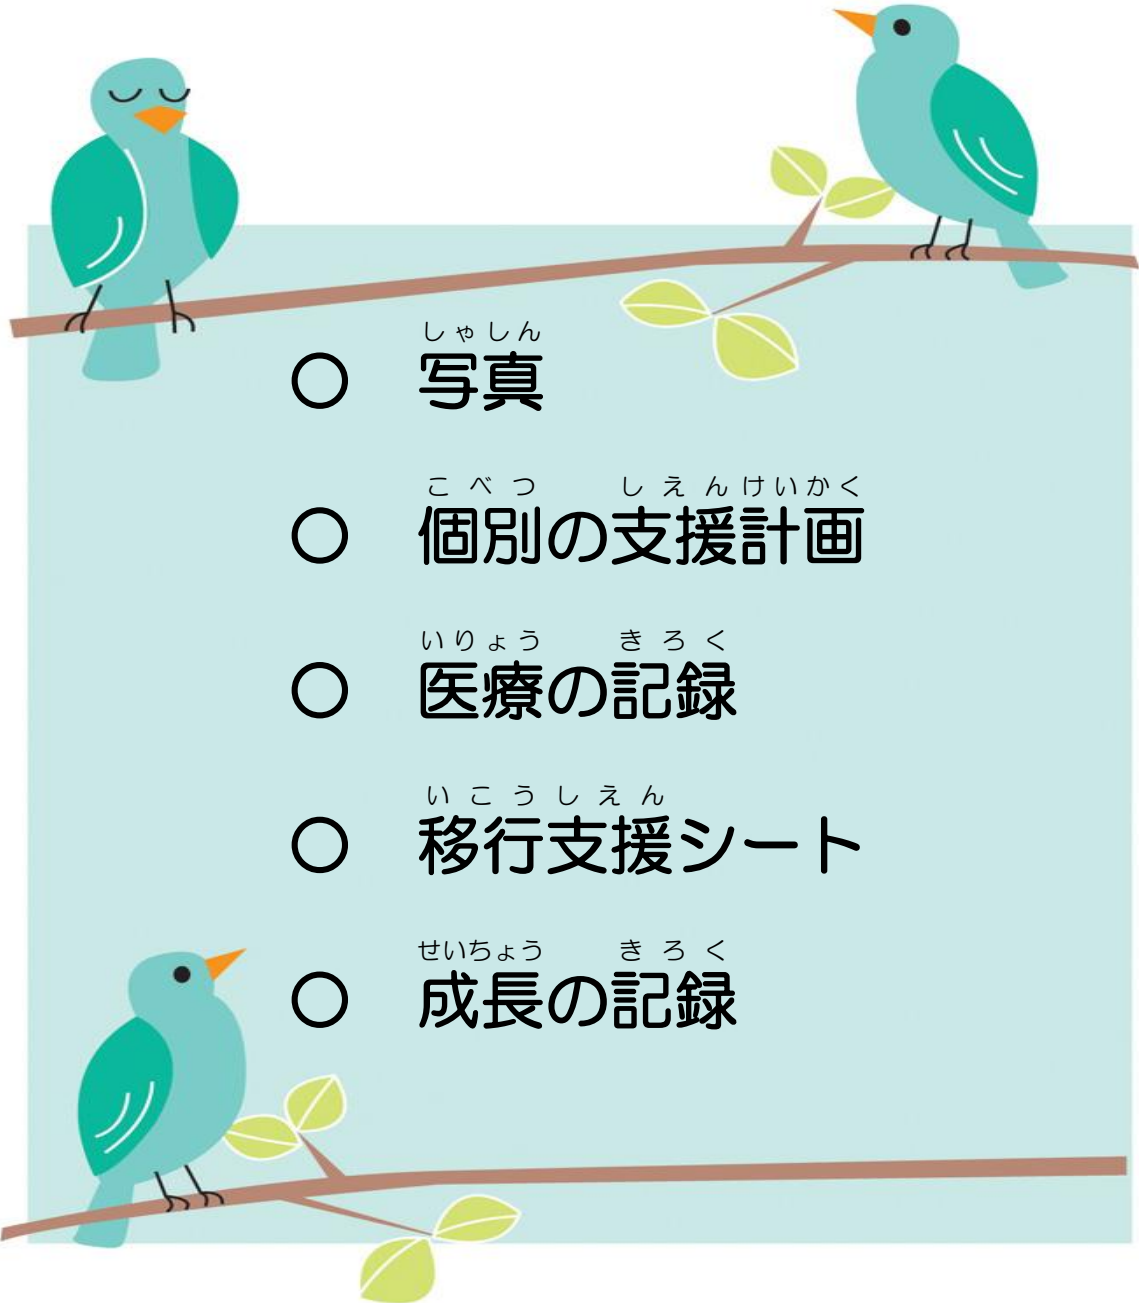 しゃしん
○ 写真
こべつ しえんけいかく
○ 個別の支援計画
いりょう きろく
○ 医療の記録
いこうしえん
○ 移行支援シート
せいちょう きろく
○ 成長の記録